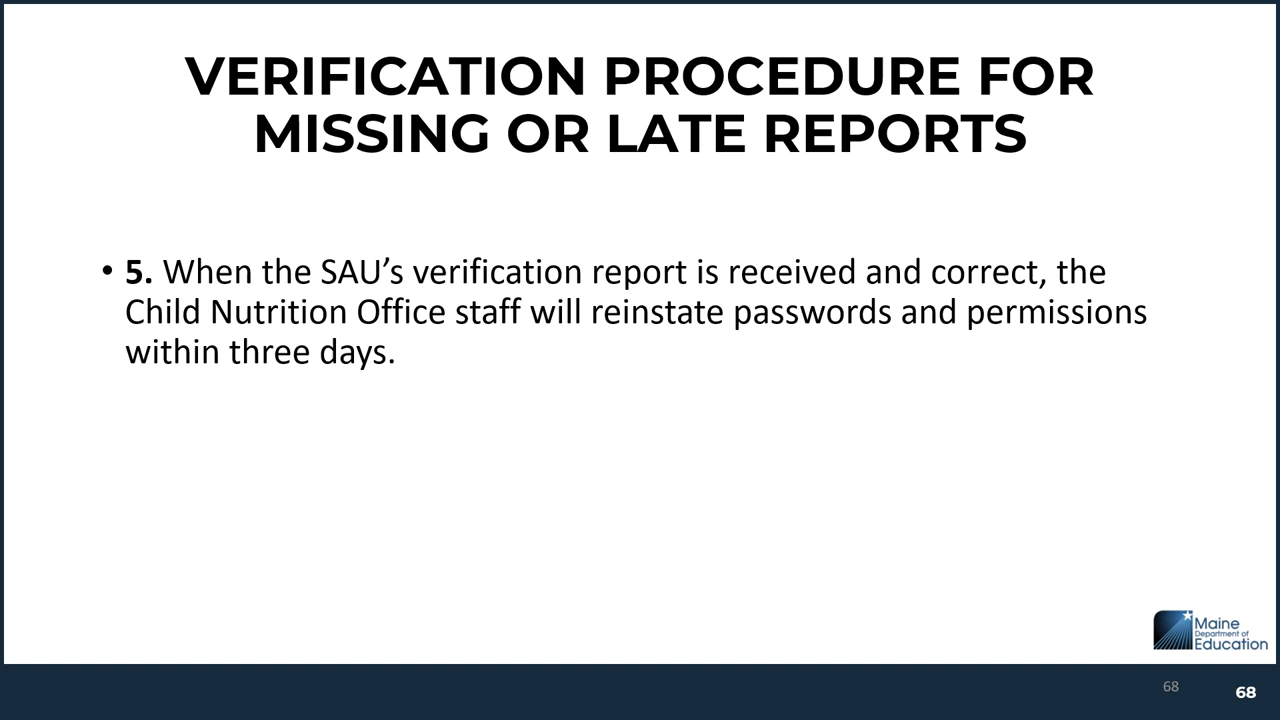 VERIFICATION PROCEDURE FOR
MISSING OR LATE REPORTS
• 5. When the SAU’s verification report is received and correct, the
Child Nutrition Office staff will reinstate passwords and permissions
within three days.
Maine
Department of
Education
68
68